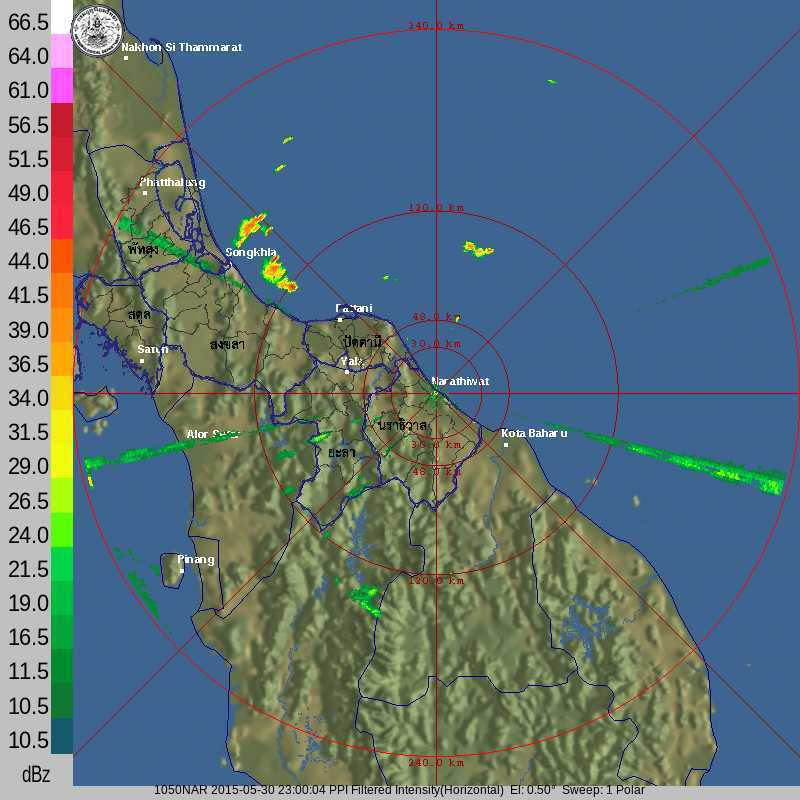 66.5
64.0
61.0
56.5
51.5
49.0
46.5
44.0
41.5
39.0
36.5
34.0
31.5
29.0
26.5
24.0
21.5
19.0
16.5
11.5
10.5
10.5
dBz
240.0 km
Nakhon Si Thammarat
Phatthalung
120.0 km
พัทลุง
Songkhla
สตูล
Pattani
48.0 km
ปัตตานี
สงขลา
30.0 km
Satun
Yala
Narathiwat
นราธิวาส
Alor Setar
Kota Baharu
30.0 km
ยะลา
48.0 km
Pinang
120.0 km
240.0 km
1050NAR 2015-05-30 23:00:04 PPI Filtered Intensity(Horizontal) El: 0.50° Sweep: 1 Polar